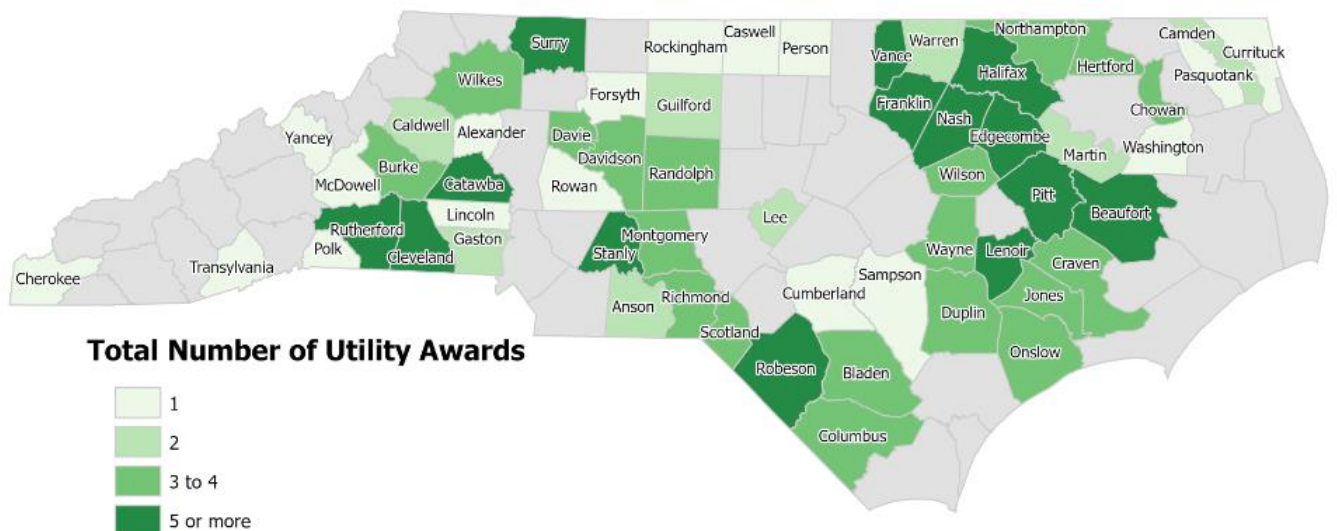 Surry
Rockingham
Caswell
Person
Vance
Warren
Northampton
Camden
Currituck
Wilkes
Halifax
Hertford
Pasquotank
Forsyth
Guilford
Franklin
Nash
Chowan
Yancey
Caldwell
Alexander
Davie
Edgecombe
Burke
Davidson
Martin
Washington
McDowell
Catawba
Rowan
Randolph
Wilson
Pitt
Lincoln
Lee
Beaufort
Rutherford
Gaston
Montgomery
Polk
Cleveland
Stanly
Wayne
Lenoir
Craven
Cherokee
Transylvania
Sampson
Cumberland
Richmond
Jones
Anson
Duplin
Scotland
Onslow
Robeson
Bladen
Columbus
Total Number of Utility Awards
1
2
3 to 4
5 or more